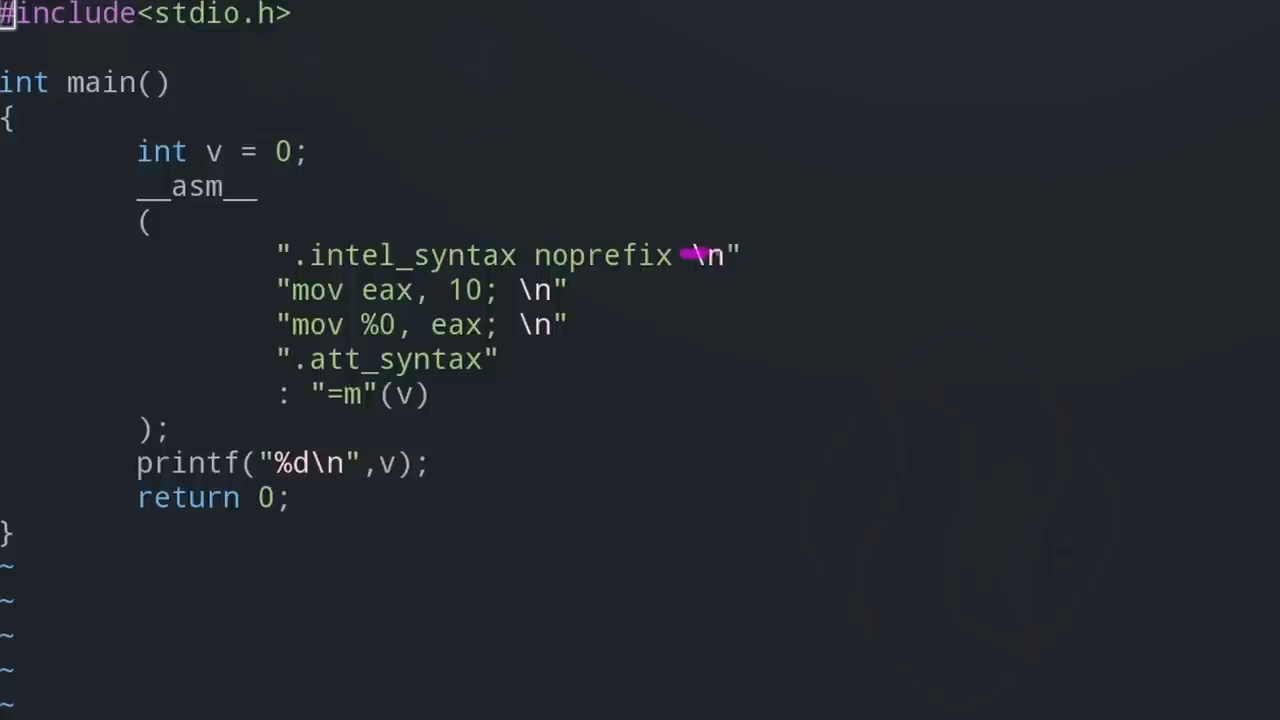 #include<stdio.h>
int main()
{
int v = 0;
__asm__
(
".intel_syntax noprefix \n"
"mov eax, 10; \n"
"mov %0, eax; \n"
".att_syntax"
: "=m"(v)
);
printf("%d\n",v);
return 0;
}
~
~
~
~
~